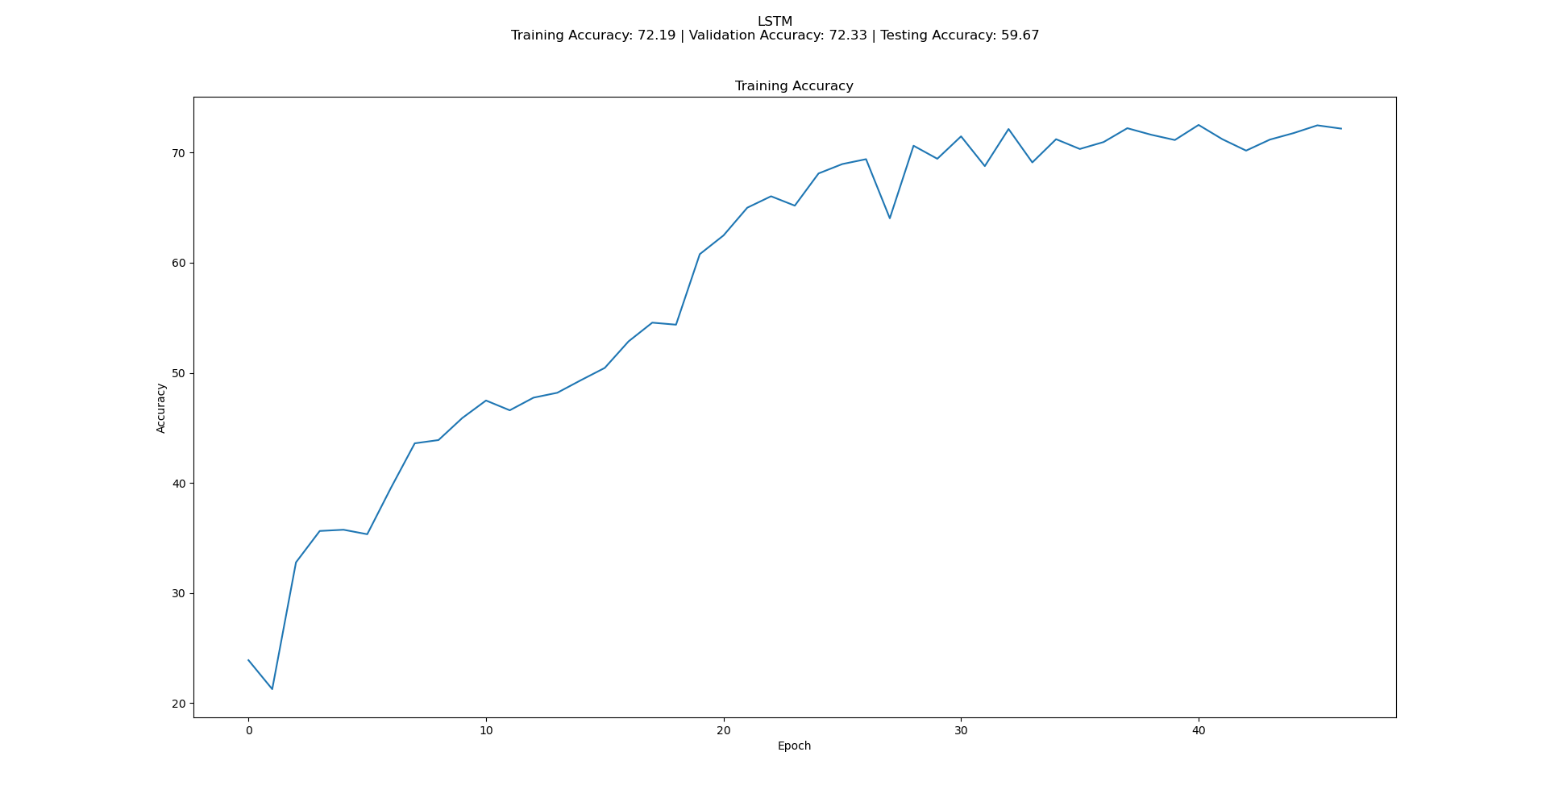 LSTM
Training Accuracy: 72.19 | Validation Accuracy: 72.33 | Testing Accuracy: 59.67
Training Accuracy
70
60
50
40
30
20
Accuracy
0 10 20 30 40
Epoch